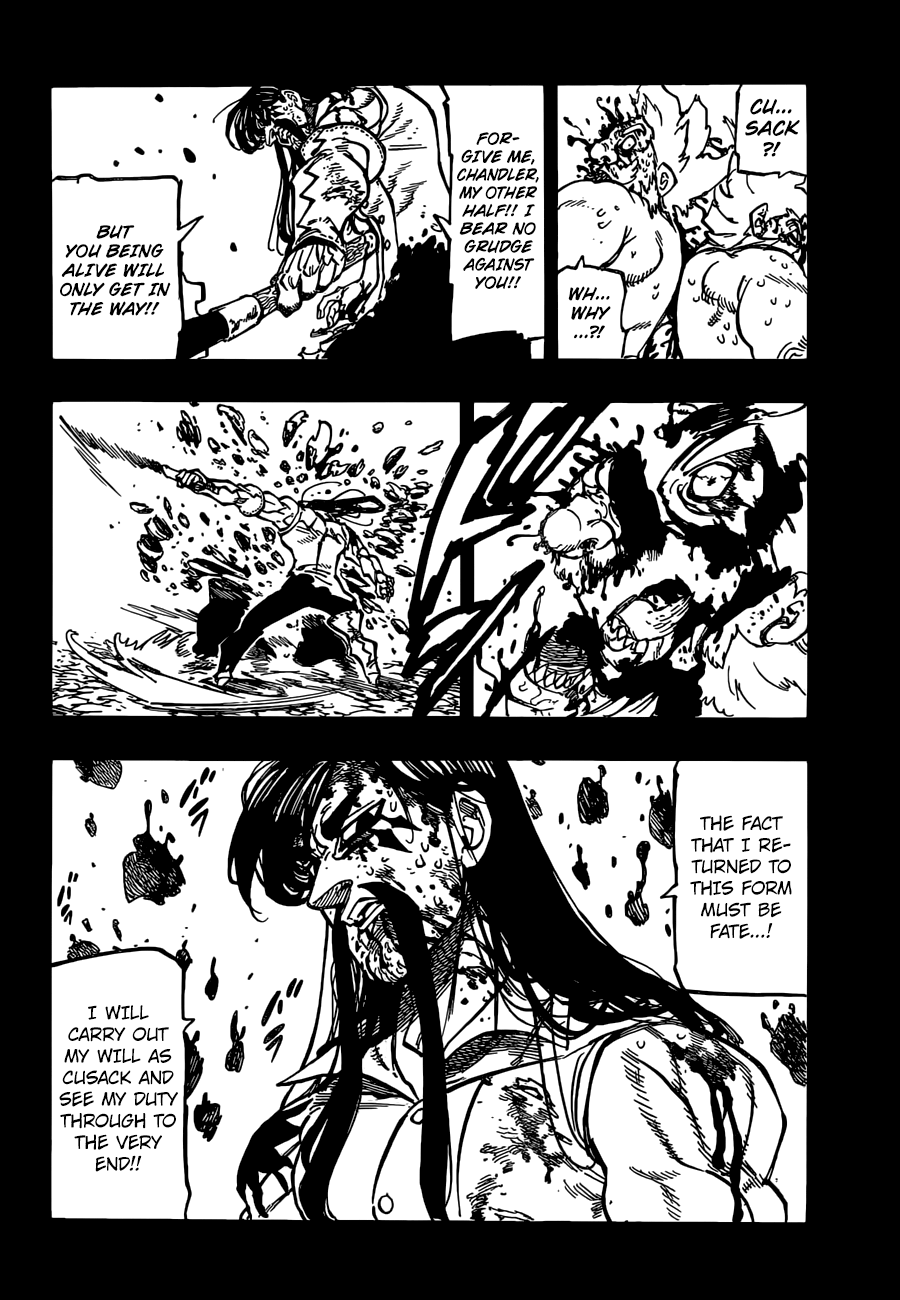 CU...
SACK
?!
WH...
WHY
...?!
FOR-
GIVE ME,
CHANDLER,
MY OTHER
HALF!! I
BEAR NO
GRUDGE
AGAINST
YOU!!
BUT
YOU BEING
ALIVE WILL
ONLY GET IN
THE WAY!!
THE FACT
THAT I RE-
TURNED TO
THIS FORM
MUST BE
FATE...!
I WILL
CARRY OUT
MY WILL AS
CUSACK AND
SEE MY DUTY
THROUGH TO
THE VERY
END!!